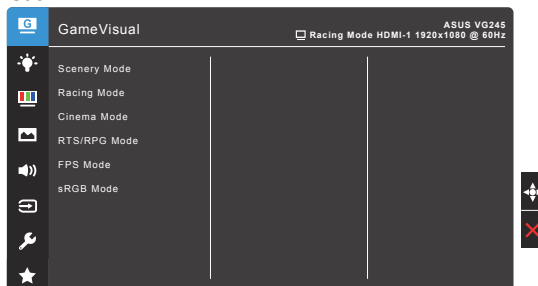 G
GameVisual
ASUS VG245
Racing Mode HDMI-1 1920x1080 @ 60Hz
Scenery Mode
Racing Mode
Cinema Mode
RTS/RPG Mode
FPS Mode
sRGB Mode